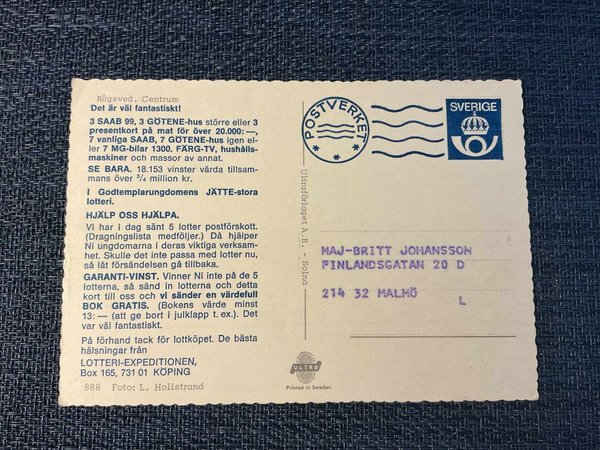 Rågsved. Centrum
Det är väl fantastiskt!
3 SAAB 99, 3 GÖTENE-hus större eller 3
presentkort på mat för över 20.000:—,
7 vanliga SAAB, 7 GÖTENE-hus igen el-
ler 7 MG-bilar 1300, FÄRG-TV, hushålls-
maskiner och massor av annat.
SE BARA. 18.153 vinster värda tillsam-
mans över 3/4 million kr.
I Godtemplarungdomens JÄTTE-stora
lotteri.
HJÄLP OSS HJÄLPA.
Vi har i dag sänt 5 lotter postförskott.
(Dragningslista medföljer.) Då hjälper
Ni ungdomarna i deras viktiga verksam-
het. Skulle det inte passa med lotter nu,
så låt försändelsen gå tillbaka.
GARANTI-VINST. Vinner Ni inte på de 5
lotterna, så sänd in lotterna och detta
kort till oss och vi sänder en värdefull
BOK GRATIS. (Bokens värde minst
13:— (att ge bort i julklapp t. ex.). Det
var väl fantastiskt.
På förhand tack för lottköpet. De bästa
hälsningar från
LOTTERI-EXPEDITIONEN,
Box 165, 731 01 KÖPING
888 Foto: L. Hollstrand
Ultraförlaget A.B. - Solna
ULTRA
Printed in Sweden
POSTVERKET
SVERIGE
MAJ-BRITT JOHANSSON
FINLANDSGATAN 20 D
214 32 MALMÖ
L